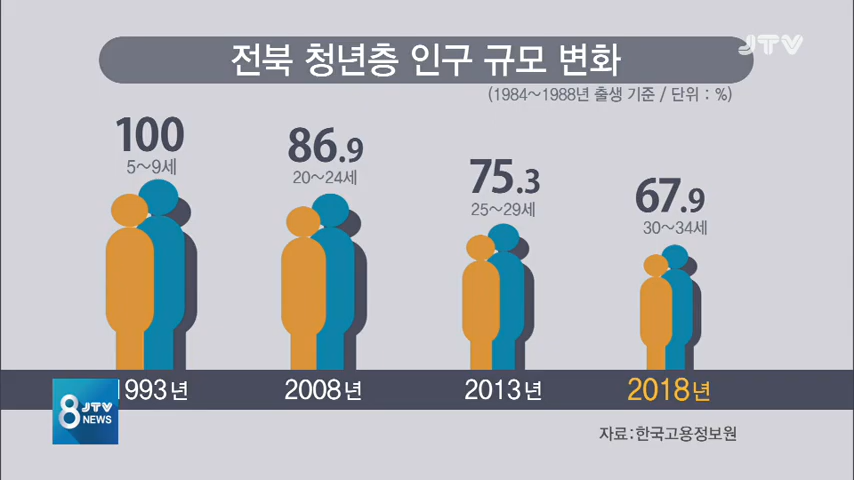 JTV
전북 청년층 인구 규모 변화
(1984~1988년 출생 기준 / 단위 : %)
100
5~9세
86.9
20~24세
75.3
25~29세
67.9
30~34세
1993년
2008년
2013년
2018년
8 JTV NEWS
자료:한국고용정보원